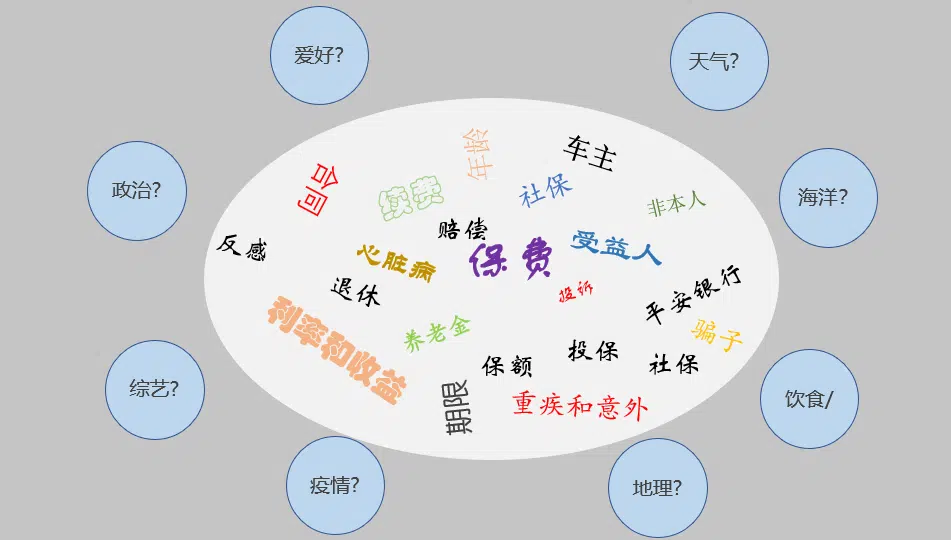 爱好?
天气?
政治?
海洋?
年龄
车主
合同
续费
社保
非本人
反感
赔偿
心脏病
保费
受益人
退休
投诉
平安银行
利率和收益
养老金
骗子
保额
投保
社保
期限
重疾和意外
综艺?
饮食/
疫情?
地理?